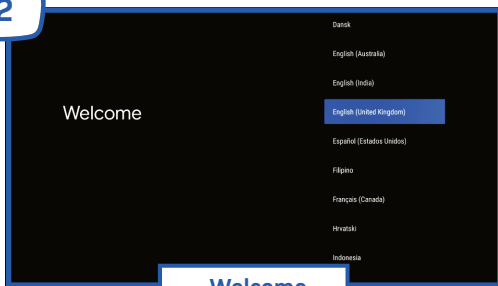 2
Welcome
Dansk
English (Australia)
English (India)
English (United Kingdom)
Español (Estados Unidos)
Filipino
Français (Canada)
Hrvatski
Indonesia
Welcome